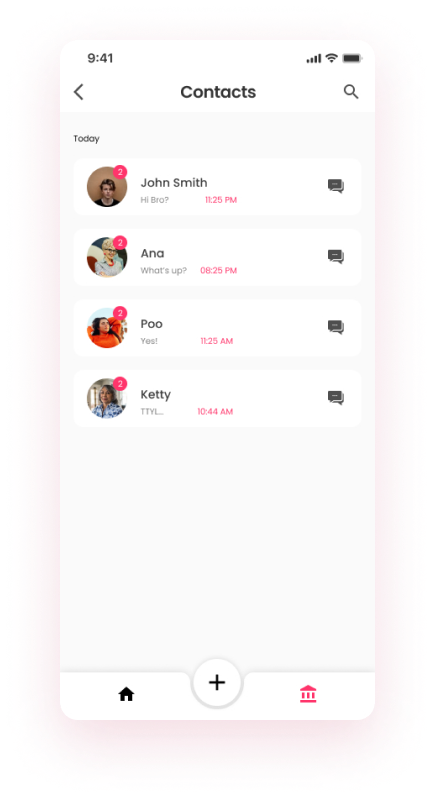 9:41
Contacts
Today
2
John Smith
Hi Bro? 11:25 PM
2
Ana
What's up? 08:25 PM
2
Poo
Yes! 11:25 AM
2
Ketty
TTYL... 10:44 AM